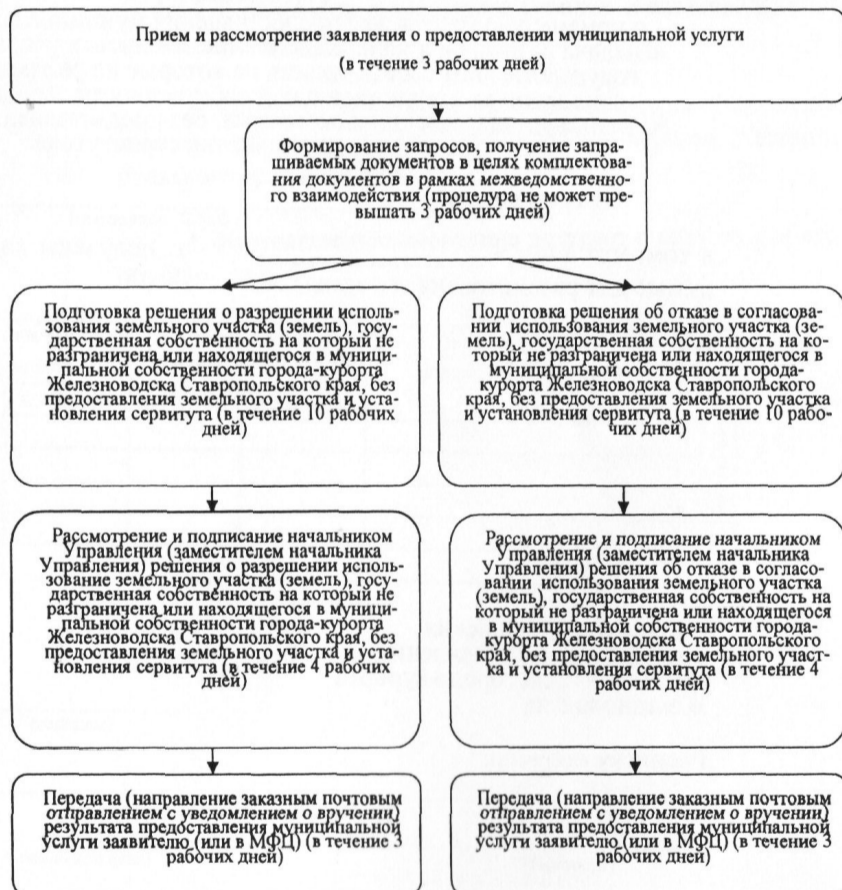 Прием и рассмотрение заявления о предоставлении муниципальной услуги
(в течение 3 рабочих дней)
Формирование запросов, получение запра-
шиваемых документов в целях комплектова-
ния документов в рамках межведомственно-
го взаимодействия (процедура не может пре-
вышать 3 рабочих дней)
Подготовка решения о разрешении исполь-
зования земельного участка (земель), госу-
дарственная собственность на который не
разграничена или находящегося в муници-
пальной собственности города-курорта
Железноводска Ставропольского края, без
предоставления земельного участка и уста-
новления сервитута (в течение 10 рабочих
дней)
Подготовка решения об отказе в согласова-
нии использования земельного участка (зе-
мель), государственная собственность на ко-
торый не разграничена или находящегося в
муниципальной собственности города-
курорта Железноводска Ставропольского
края, без предоставления земельного участка
и установления сервитута (в течение 10 рабо-
чих дней)
Рассмотрение и подписание начальником
Управления (заместителем начальника
Управления) решения о разрешении исполь-
зование земельного участка (земель), госу-
дарственная собственность на который не
разграничена или находящегося в муници-
пальной собственности города-курорта
Железноводска Ставропольского края, без
предоставления земельного участка и уста-
новления сервитута (в течение 4 рабочих
дней)
Рассмотрение и подписание начальником
Управления (заместителем начальника
Управления) решения об отказе в согласо-
вании использования земельного участка
(земель), государственная собственность на
который не разграничена или находящегося
в муниципальной собственности города-
курорта Железноводска Ставропольского
края, без предоставления земельного участ-
ка и установления сервитута (в течение 4
рабочих дней)
Передача (направление заказным почтовым
отправлением с уведомлением о вручении)
результата предоставления муниципальной
услуги заявителю (или в МФЦ) (в течение 3
рабочих дней)
Передача (направление заказным почтовым
отправлением с уведомлением о вручении)
результата предоставления муниципальной
услуги заявителю (или в МФЦ) (в течение 3
рабочих дней)